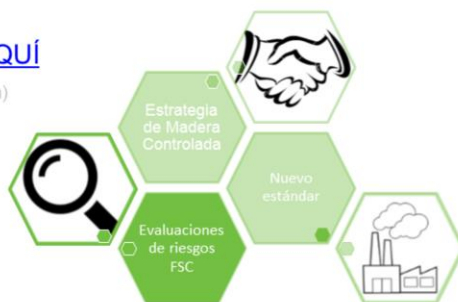 QUÍ
)
Estrategia
de Madera
Controlada
Nuevo
estándar
Evaluaciones
de riesgos
FSC